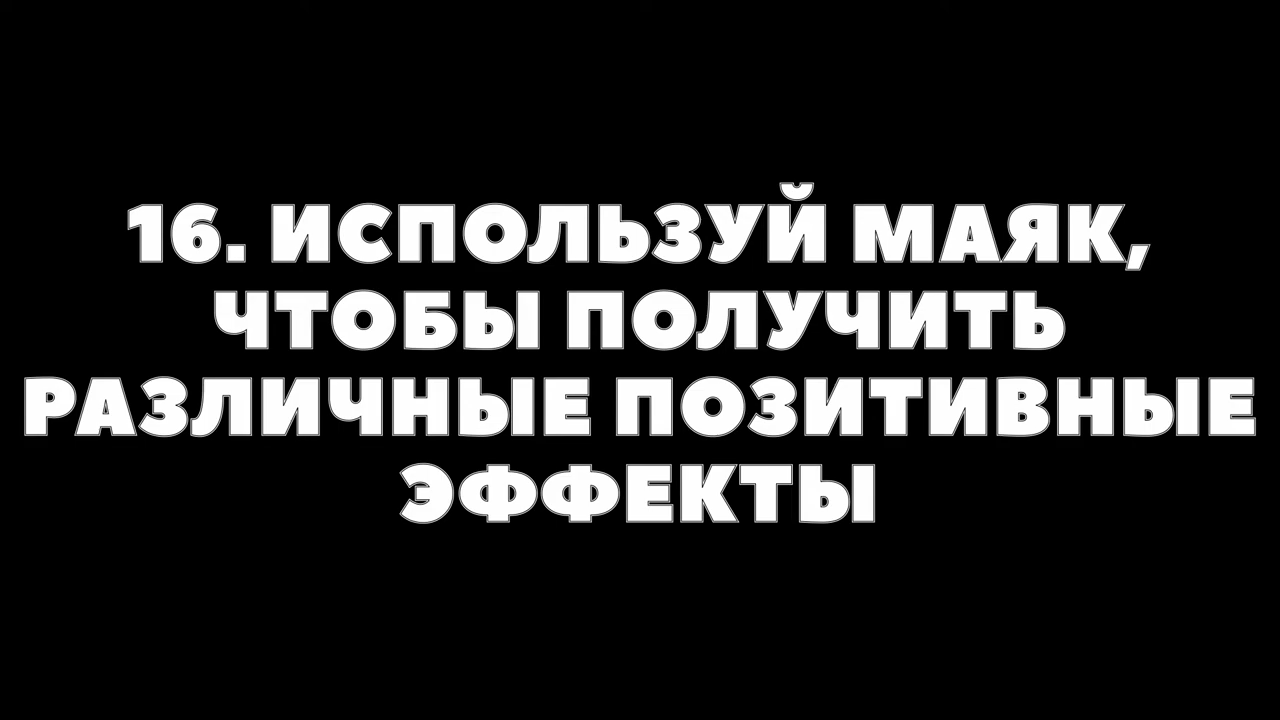 16. ИСПОЛЬЗУЙ МАЯК,
ЧТОБЫ ПОЛУЧИТЬ
РАЗЛИЧНЫЕ ПОЗИТИВНЫЕ
ЭФФЕКТЫ